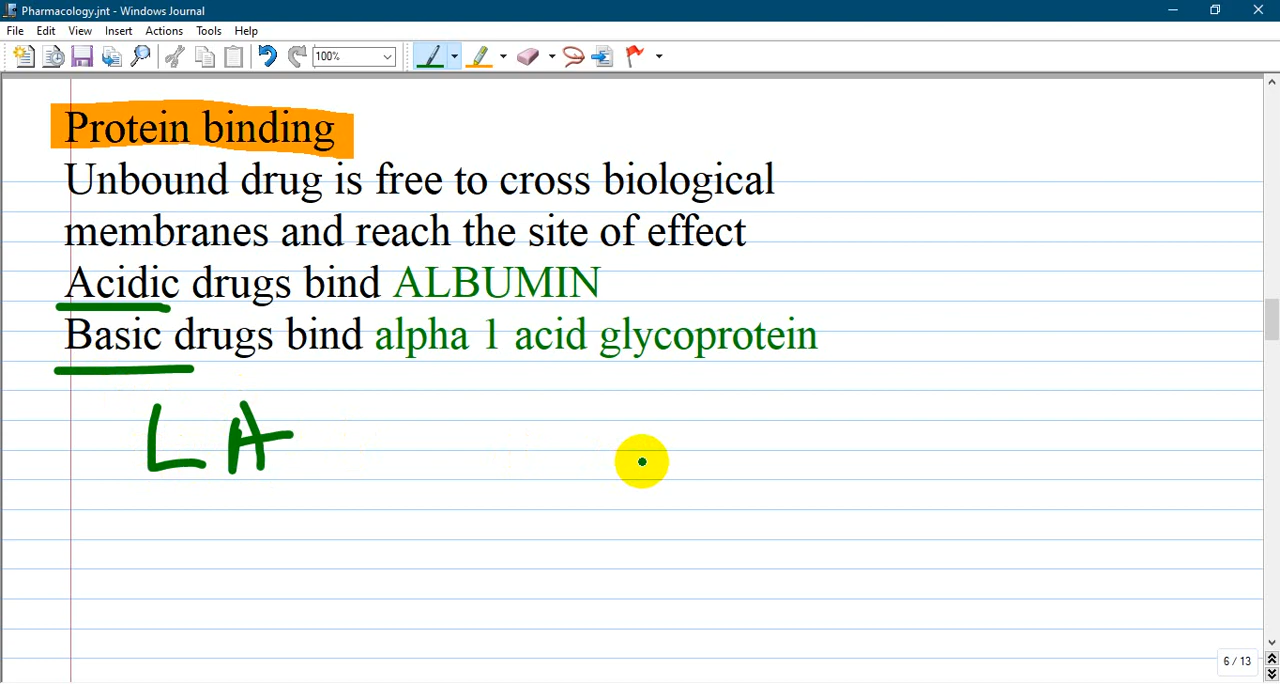 Pharmacology.jnt - Windows Journal
File Edit View Insert Actions Tools Help
100%
Protein binding
Unbound drug is free to cross biological
membranes and reach the site of effect
Acidic drugs bind ALBUMIN
Basic drugs bind alpha 1 acid glycoprotein
LA
6 / 13